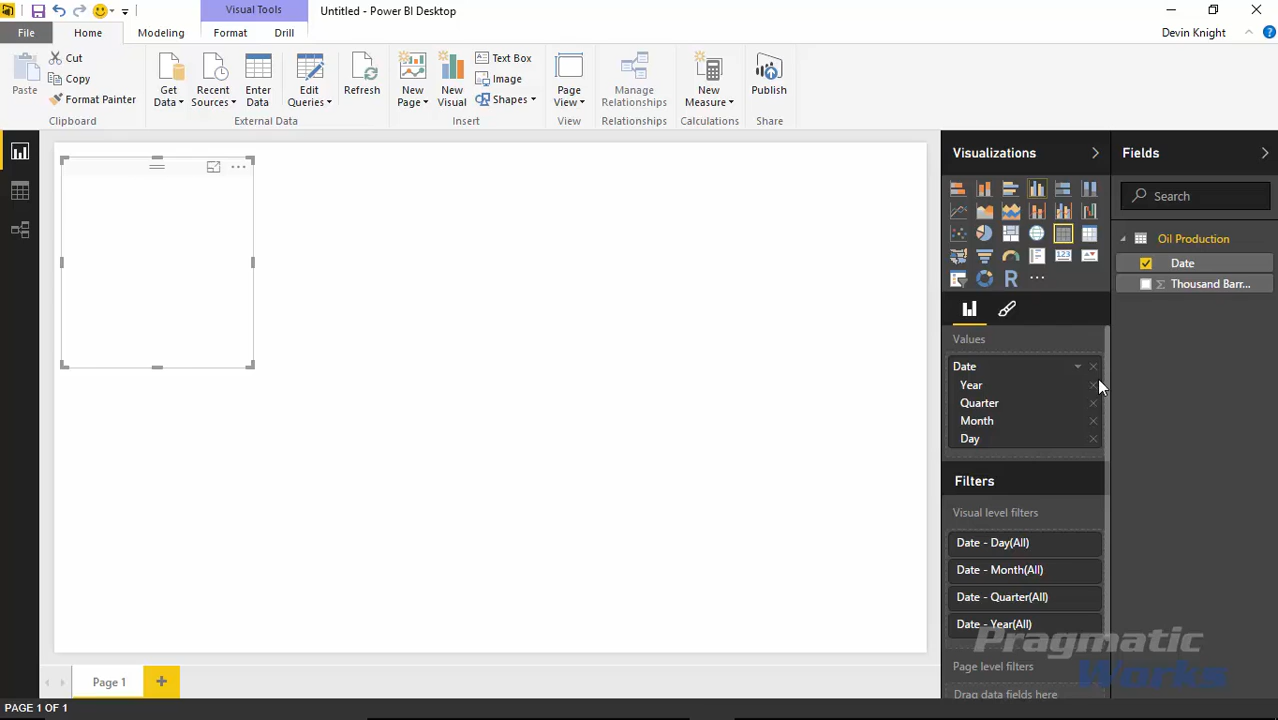 Visual Tools
Untitled - Power BI Desktop
File
Home
Modeling
Format
Drill
Devin Knight
Paste
Cut
Copy
Format Painter
Clipboard
Get Data
Recent Sources
Enter Data
Edit Queries
Refresh
External Data
New Page
New Visual
Text Box
Image
Shapes
Insert
Page View
View
Manage Relationships
Relationships
New Measure
Calculations
Publish
Share
Visualizations
Fields
Search
Oil Production
Date
Σ Thousand Barr...
123
R
Values
Date
Year
Quarter
Month
Day
Filters
Visual level filters
Date - Day(All)
Date - Month(All)
Date - Quarter(All)
Date - Year(All)
Page level filters
Drag data fields here
Pragmatic
Works
Page 1
PAGE 1 OF 1